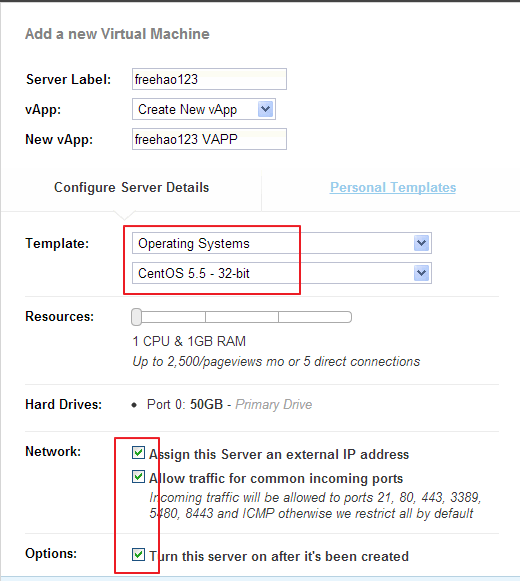 Add a new Virtual Machine
Server Label: freehao123
vApp: Create New vApp
New vApp: freehao123 VAPP
Configure Server Details Personal Templates
Template: Operating Systems
CentOS 5.5 - 32-bit
Resources:
1 CPU & 1GB RAM
Up to 2,500/pageviews mo or 5 direct connections
Hard Drives: • Port 0: 50GB - Primary Drive
Network: Assign this Server an external IP address
Allow traffic for common incoming ports
Incoming traffic will be allowed to ports 21, 80, 443, 3389,
5480, 8443 and ICMP otherwise we restrict all by default
Options: Turn this server on after it's been created